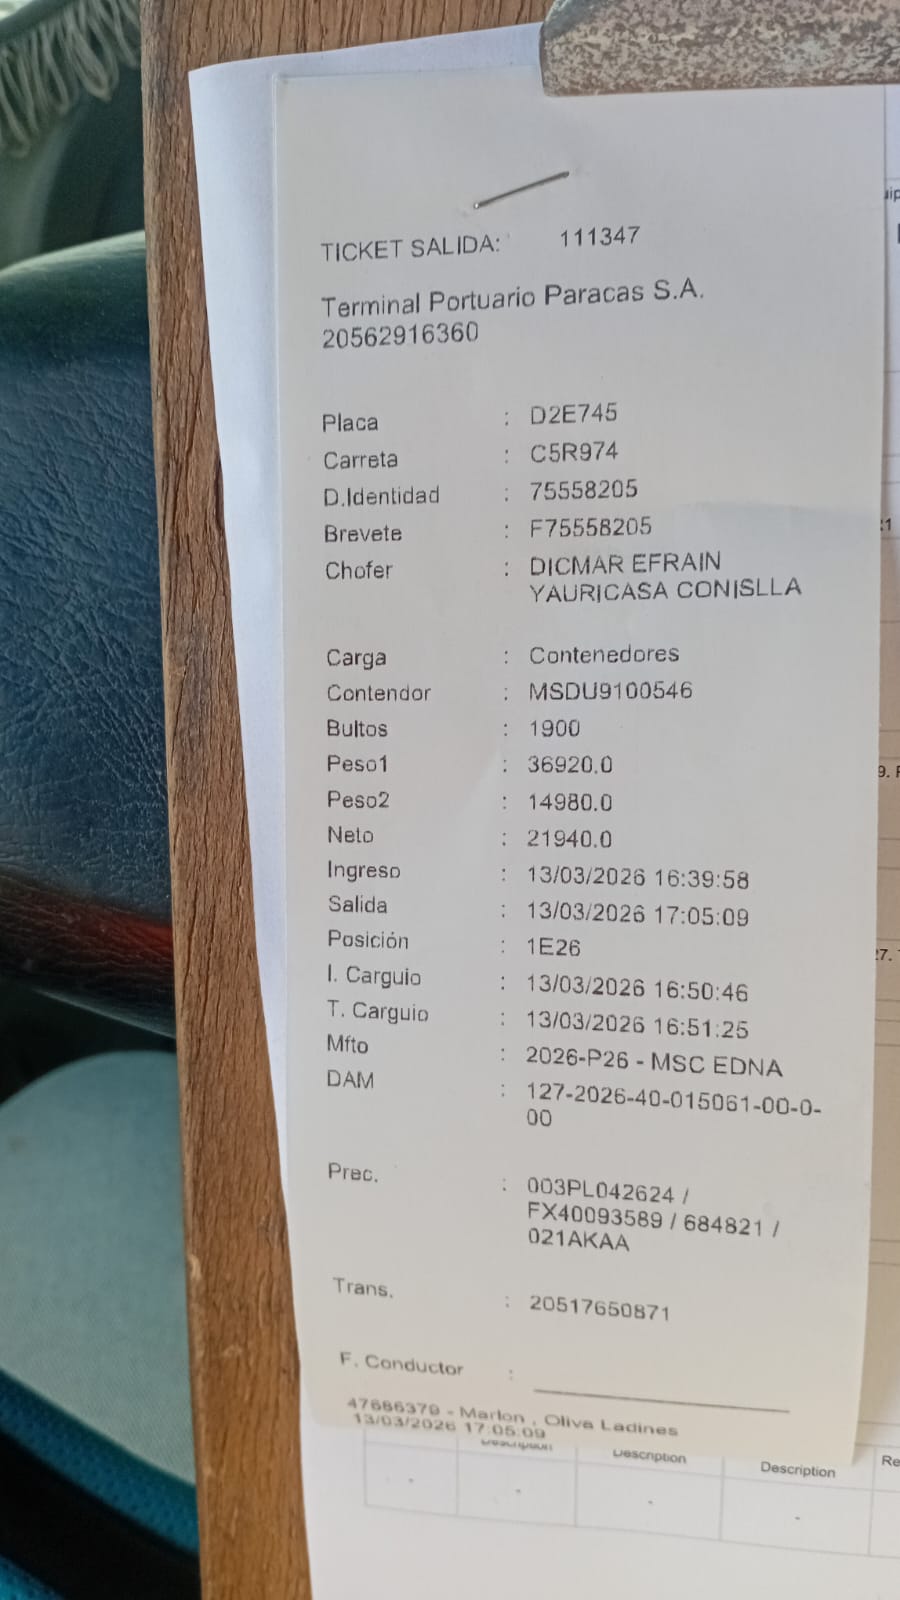 TICKET SALIDA: 111347
Terminal Portuario Paracas S.A.
20562916360
Placa : D2E745
Carreta : C5R974
D.Identidad : 75558205
Brevete : F75558205
Chofer : DICMAR EFRAIN
YAURICASA CONISLLA
Carga : Contenedores
Contendor : MSDU9100546
Bultos : 1900
Peso1 : 36920.0
Peso2 : 14980.0
Neto : 21940.0
Ingreso : 13/03/2026 16:39:58
Salida : 13/03/2026 17:05:09
Posición : 1E26
I. Carguio : 13/03/2026 16:50:46
T. Carguio : 13/03/2026 16:51:25
Mfto : 2026-P26 - MSC EDNA
DAM : 127-2026-40-015061-00-0-
00
Prec. : 003PL042624 /
FX40093589 / 684821 /
021AKAA
Trans. : 20517650871
F. Conductor :
47686379 - Marlon , Oliva Ladines
13/03/2026 17:05:09
Description Description Description Re
- - - -